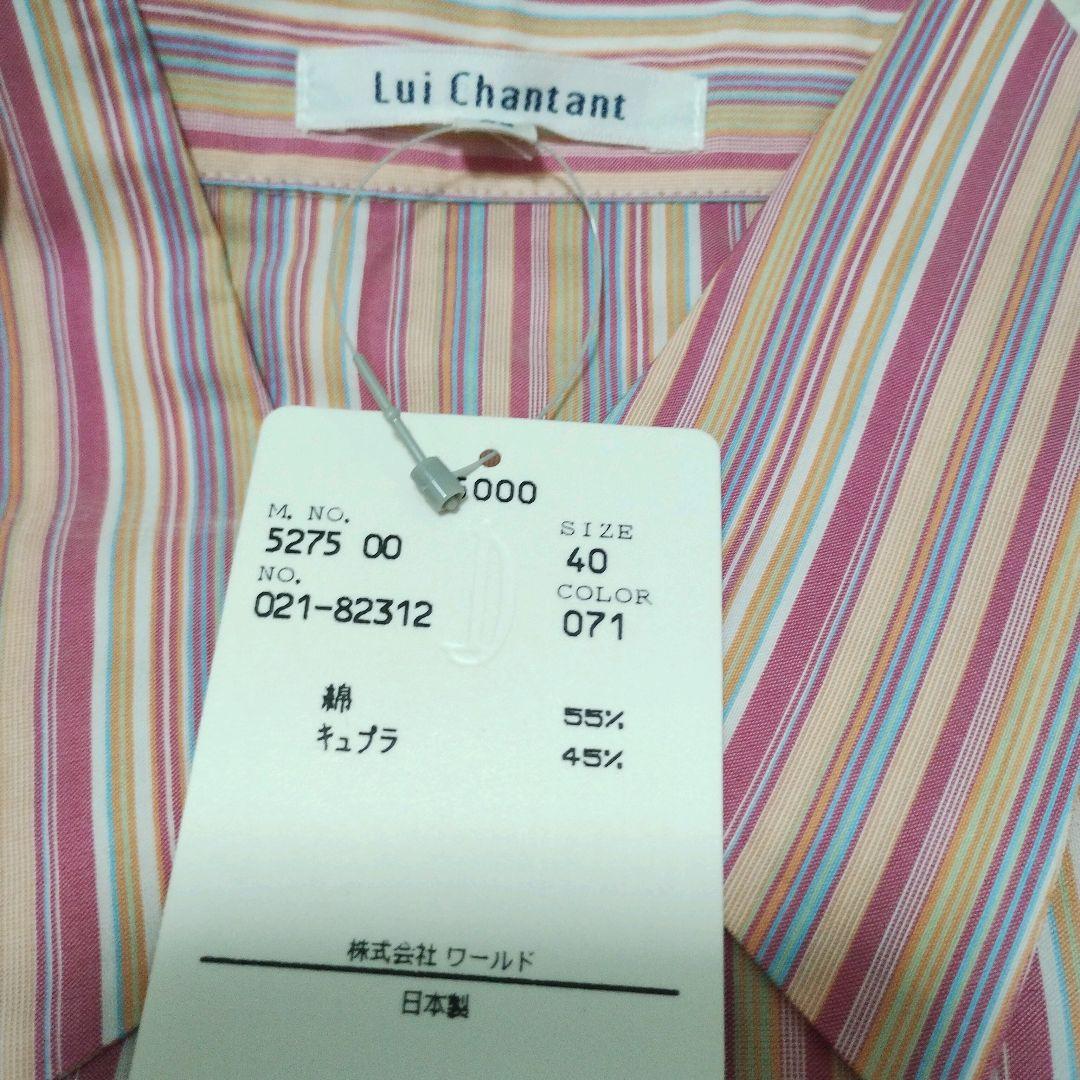 Lui Chantant
000
M. NO.
5275 00
SIZE
40
NO.
021-82312
COLOR
071
綿 55%
キュプラ 45%
株式会社 ワールド
日本製